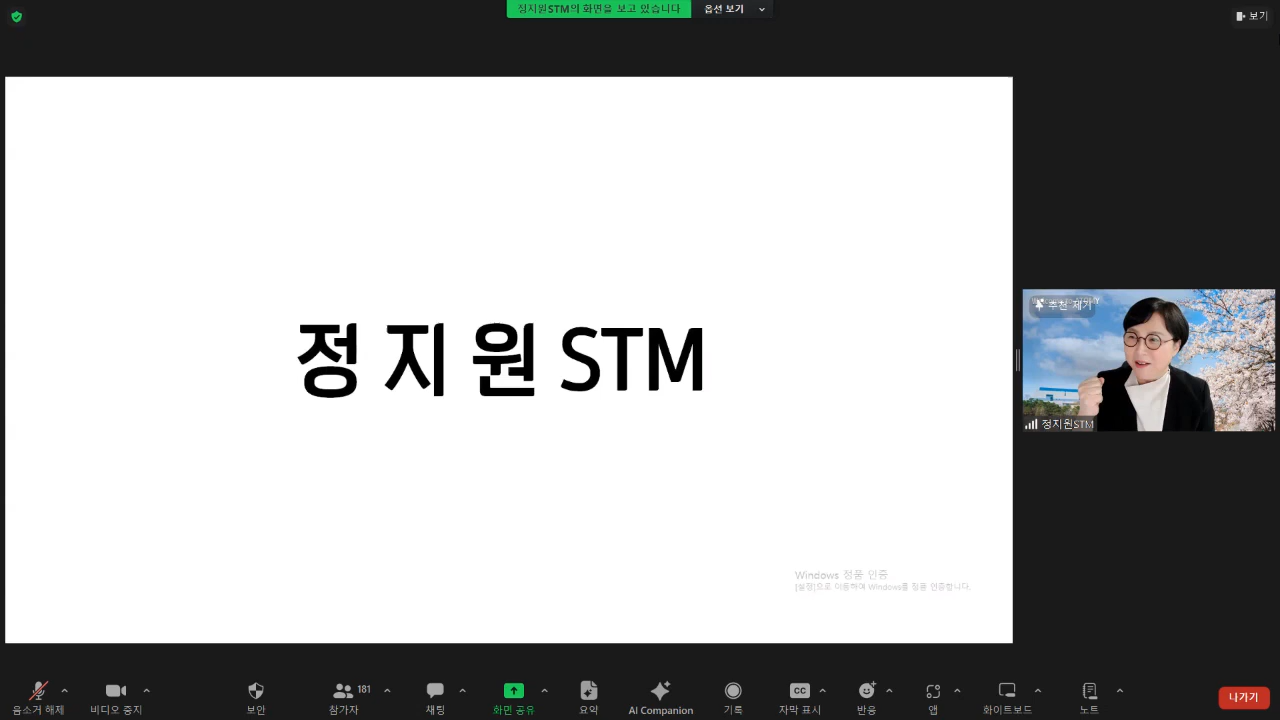 정지원STM의 화면을 보고 있습니다
옵션 보기
보기
정 지 원 STM
추천 제거
정지원STM
Windows 정품 인증
[설정]으로 이동하여 Windows를 정품 인증합니다.
음소거 해제
비디오 중지
보안
181
참가자
채팅
화면 공유
요약
AI Companion
기록
CC
자막 표시
반응
앱
화이트보드
노트
나가기